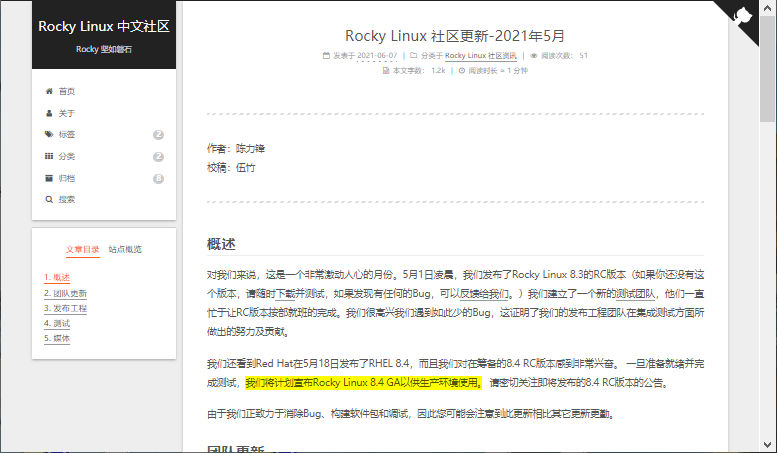 Rocky Linux 中文社区
Rocky 坚如磐石
首页
关于
标签 2
分类 2
归档 8
搜索
文章目录 站点概览
1. 概述
2. 团队更新
3. 发布工程
4. 测试
5. 媒体
Rocky Linux 社区更新-2021年5月
发表于 2021-06-07 | 分类于 Rocky Linux 社区资讯 | 阅读次数： 51
本文字数： 1.2k | 阅读时长 ≈ 1 分钟
作者：陈力锋
校稿：伍竹
概述
对我们来说，这是一个非常激动人心的月份。5月1日凌晨，我们发布了Rocky Linux 8.3的RC版本（如果你还没有这
个版本，请随时下载并测试，如果发现有任何的Bug，可以反馈给我们。）我们建立了一个新的测试团队，他们一直
忙于让RC版本按部就班的完成。我们很高兴我们遇到如此少的Bug，这证明了我们的发布工程团队在集成测试方面所
做出的努力及贡献。
我们还看到Red Hat在5月18日发布了RHEL 8.4，而且我们对在筹备的8.4 RC版本感到非常兴奋。 一旦准备就绪并完
成测试，我们将计划宣布Rocky Linux 8.4 GA以供生产环境使用。 请密切关注即将发布的8.4 RC版本的公告。
由于我们正致力于消除Bug、构建软件包和调试，因此您可能会注意到此更新相比其它更新更勤。
团队更新